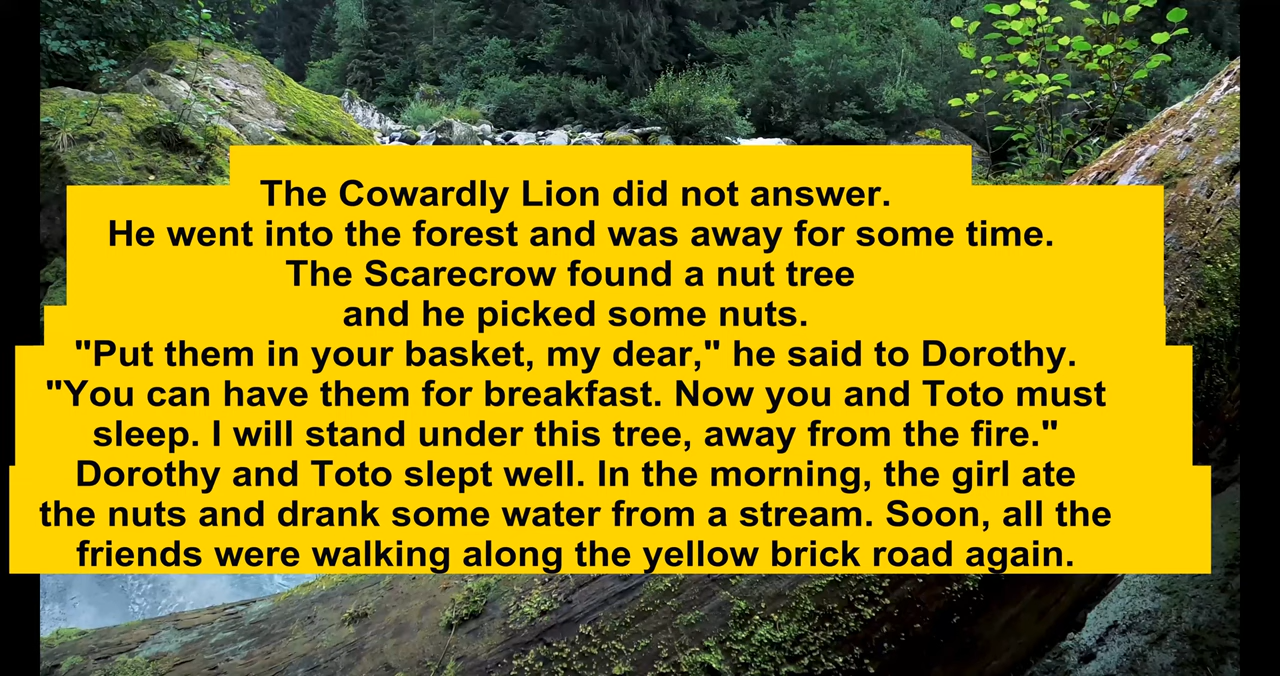 The Cowardly Lion did not answer.
He went into the forest and was away for some time.
The Scarecrow found a nut tree
and he picked some nuts.
"Put them in your basket, my dear," he said to Dorothy.
"You can have them for breakfast. Now you and Toto must
sleep. I will stand under this tree, away from the fire."
Dorothy and Toto slept well. In the morning, the girl ate
the nuts and drank some water from a stream. Soon, all the
friends were walking along the yellow brick road again.